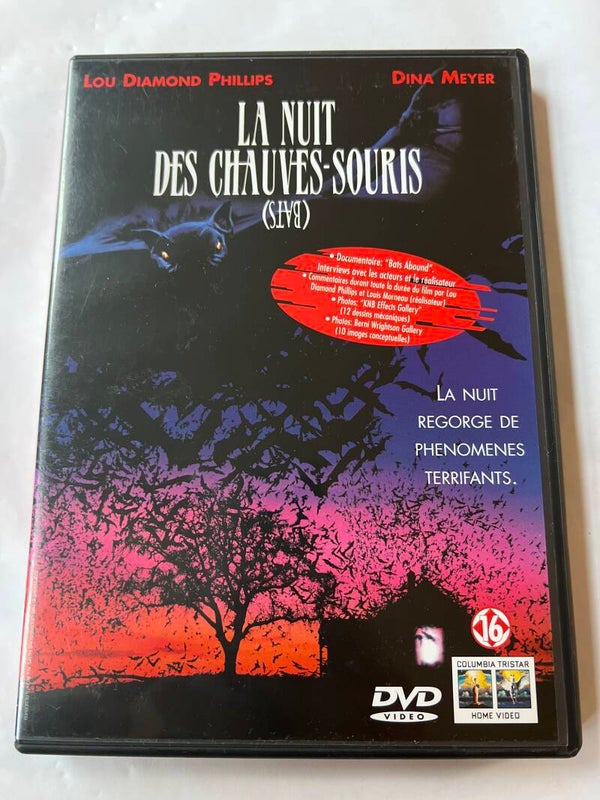 LOU DIAMOND PHILLIPS
DINA MEYER
LA NUIT
DES CHAUVES-SOURIS
(BATS)
• Documentaire: "Bats Abound",
Interviews avec les acteurs et le réalisateur
• Commentaires durant toute la durée du film par Lou
Diamond Phillips et Louis Morneau (réalisateur)
• Photos: "KNB Effects Gallery"
(12 dessins mécaniques)
• Photos: Berni Wrightson Gallery
(10 images conceptuelles)
LA NUIT
REGORGE DE
PHENOMENES
TERRIFANTS.
16
DVD
VIDEO
COLUMBIA TRISTAR
HOME VIDEO